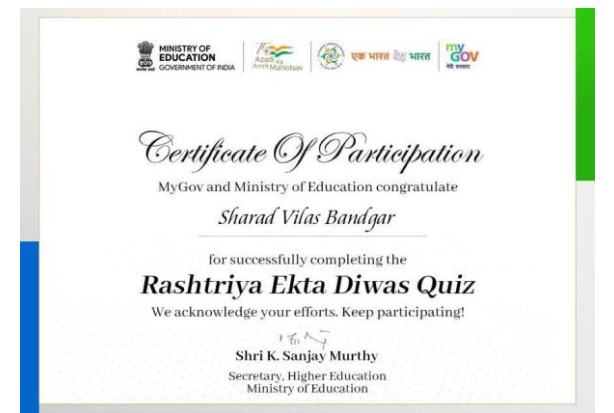 MINISTRY OF
EDUCATION
GOVERNMENT OF INDIA
Azadi Ka
Amrit Mahotsav
एक भारत श्रेष्ठ भारत
my
GOV
मेरी सरकार
Certificate Of Participation
MyGov and Ministry of Education congratulate
Sharad Vilas Bandgar
for successfully completing the
Rashtriya Ekta Diwas Quiz
We acknowledge your efforts. Keep participating!
Shri K. Sanjay Murthy
Secretary, Higher Education
Ministry of Education